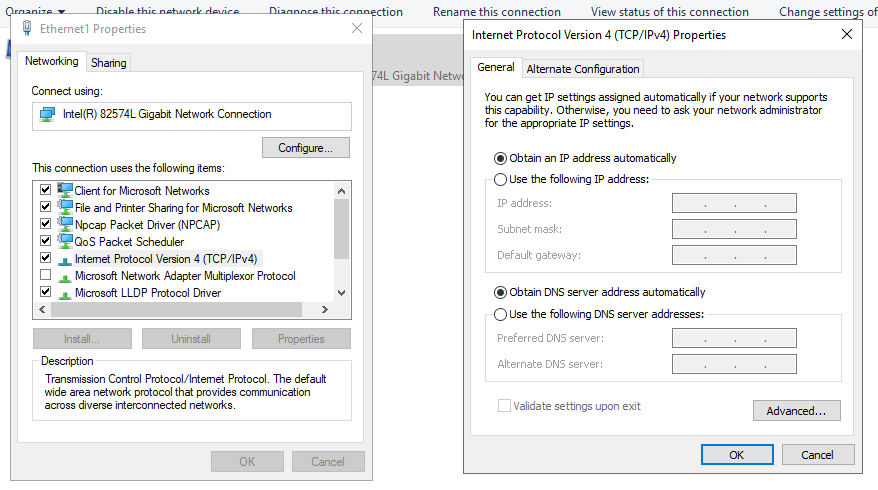 Organize
Disable this network device
Diagnose this connection
Rename this connection
View status of this connection
Change settings of
Ethernet1 Properties
Networking
Sharing
Connect using:
Intel(R) 82574L Gigabit Network Connection
Configure...
This connection uses the following items:
Client for Microsoft Networks
File and Printer Sharing for Microsoft Networks
Npcap Packet Driver (NPCAP)
QoS Packet Scheduler
Internet Protocol Version 4 (TCP/IPv4)
Microsoft Network Adapter Multiplexor Protocol
Microsoft LLDP Protocol Driver
Install...
Uninstall
Properties
Description
Transmission Control Protocol/Internet Protocol. The default
wide area network protocol that provides communication
across diverse interconnected networks.
OK
Cancel
74L Gigabit Netwo
Internet Protocol Version 4 (TCP/IPv4) Properties
General
Alternate Configuration
You can get IP settings assigned automatically if your network supports
this capability. Otherwise, you need to ask your network administrator
for the appropriate IP settings.
Obtain an IP address automatically
Use the following IP address:
IP address:
. . .
Subnet mask:
. . .
Default gateway:
. . .
Obtain DNS server address automatically
Use the following DNS server addresses:
Preferred DNS server:
. . .
Alternate DNS server:
. . .
Validate settings upon exit
Advanced...
OK
Cancel